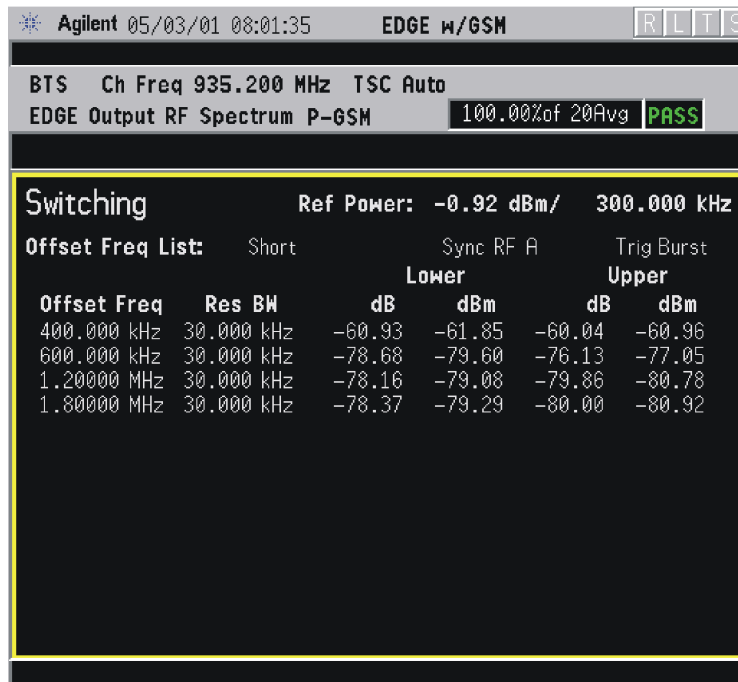 Agilent 05/03/01 08:01:35 EDGE w/GSM R L T S
BTS Ch Freq 935.200 MHz TSC Auto
EDGE Output RF Spectrum P-GSM 100.00%of 20Avg PASS
Switching Ref Power: -0.92 dBm/ 300.000 kHz
Offset Freq List: Short Sync RF A Trig Burst
Lower Upper
Offset Freq Res BW dB dBm dB dBm
400.000 kHz 30.000 kHz -60.93 -61.85 -60.04 -60.96
600.000 kHz 30.000 kHz -78.68 -79.60 -76.13 -77.05
1.20000 MHz 30.000 kHz -78.16 -79.08 -79.86 -80.78
1.80000 MHz 30.000 kHz -78.37 -79.29 -80.00 -80.92